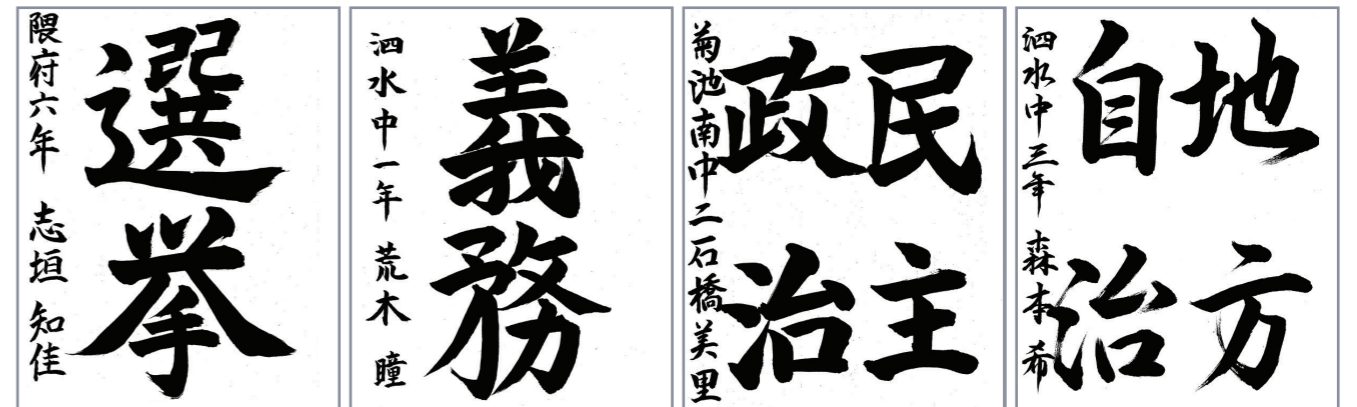 選挙
隈府六年 志垣 知佳
義務
泗水中一年 荒木 瞳
民主
政治
菊池南中二 石橋美里
地方
自治
泗水中三年 森本 希